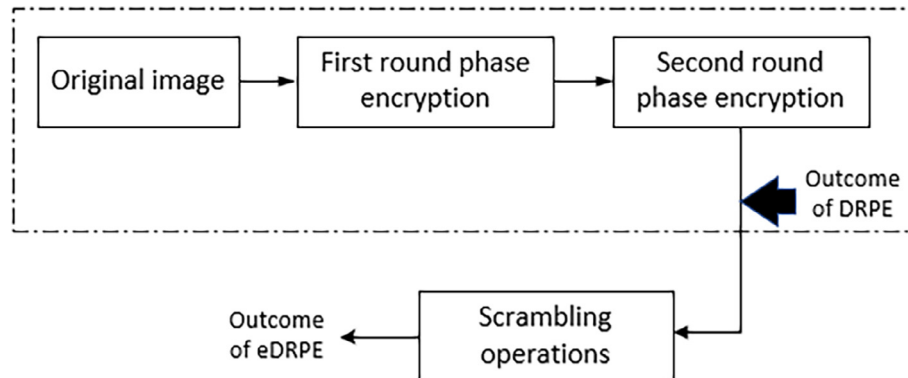 Original image
First round phase
encryption
Second round
phase encryption
Outcome
of DRPE
Scrambling
operations
Outcome
of eDRPE